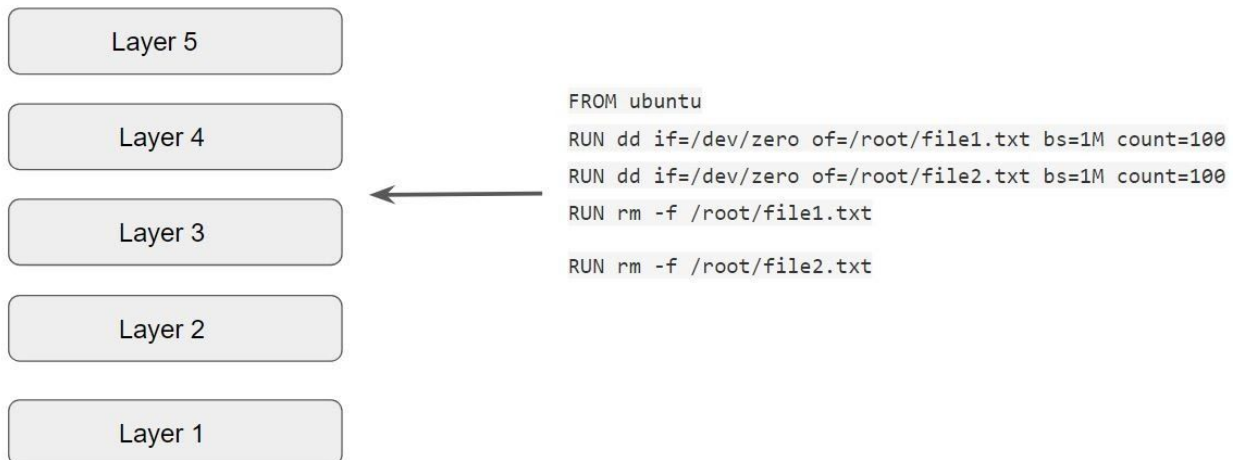 Layer 5
Layer 4
Layer 3
Layer 2
Layer 1
FROM ubuntu
RUN dd if=/dev/zero of=/root/file1.txt bs=1M count=100
RUN dd if=/dev/zero of=/root/file2.txt bs=1M count=100
RUN rm -f /root/file1.txt
RUN rm -f /root/file2.txt